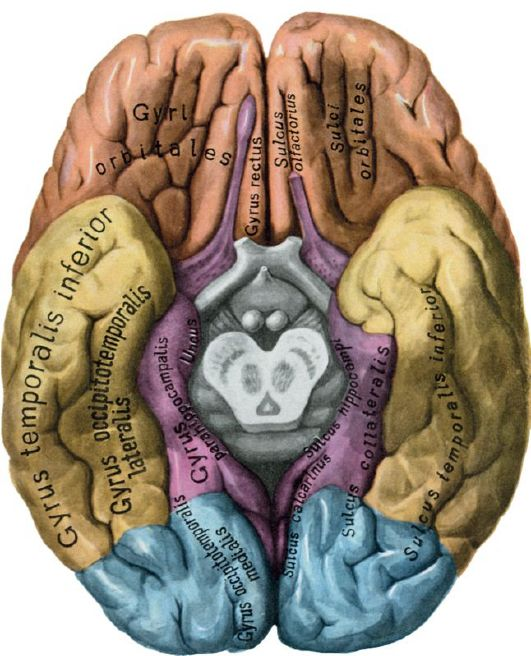 Gyri
orbitales
Gyrus rectus
Sulcus
olfactorius
Sulci
orbitales
Gyrus temporalis inferior
Gyrus occipitotemporalis
lateralis
Gyrus
parahippocampalis
Uncus
Sulcus hippocampi
Sulcus collateralis
Sulcus temporalis inferior
Sulcus calcarinus
Gyrus occipitotemporalis
medialis